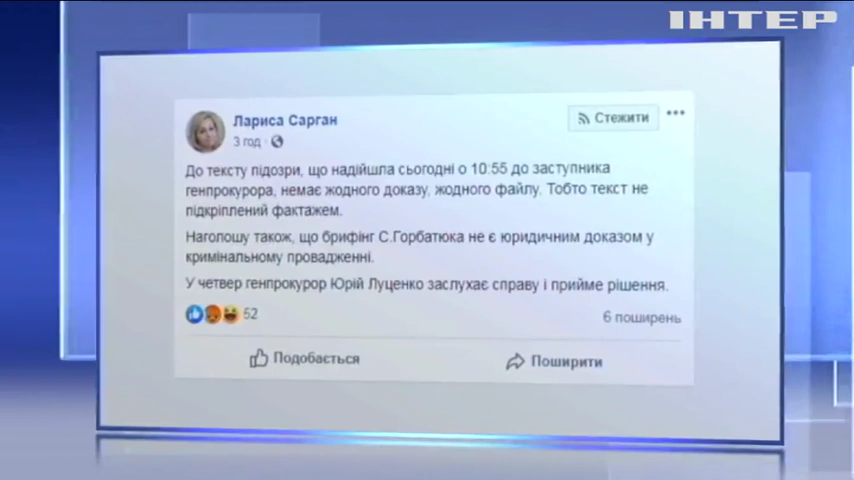 ІНТЕР
Лариса Сарган
Стежити
3 год
До тексту підозри, що надійшла сьогодні о 10:55 до заступника
генпрокурора, немає жодного доказу, жодного файлу. Тобто текст не
підкріплений фактажем.
Наголошу також, що брифінг С.Горбатюка не є юридичним доказом у
кримінальному провадженні.
У четвер генпрокурор Юрій Луценко заслухає справу і прийме рішення.
52
6 поширень
Подобається
Поширити